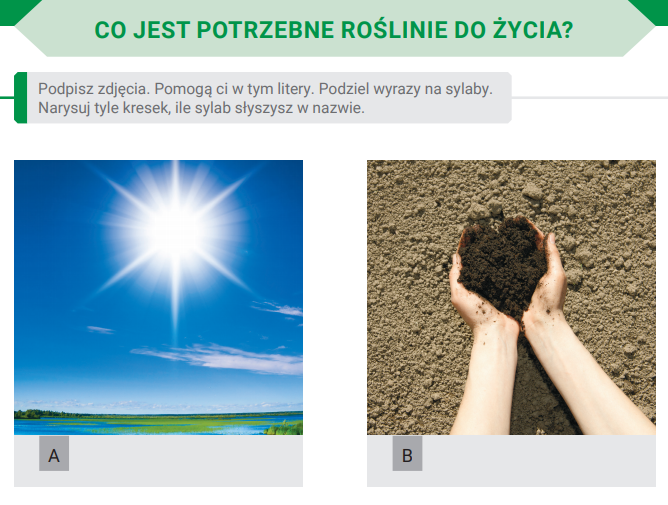 CO JEST POTRZEBNE ROŚLINIE DO ŻYCIA?
Podpisz zdjęcia. Pomogą ci w tym litery. Podziel wyrazy na sylaby.
Narysuj tyle kresek, ile sylab słyszysz w nazwie.
A
B